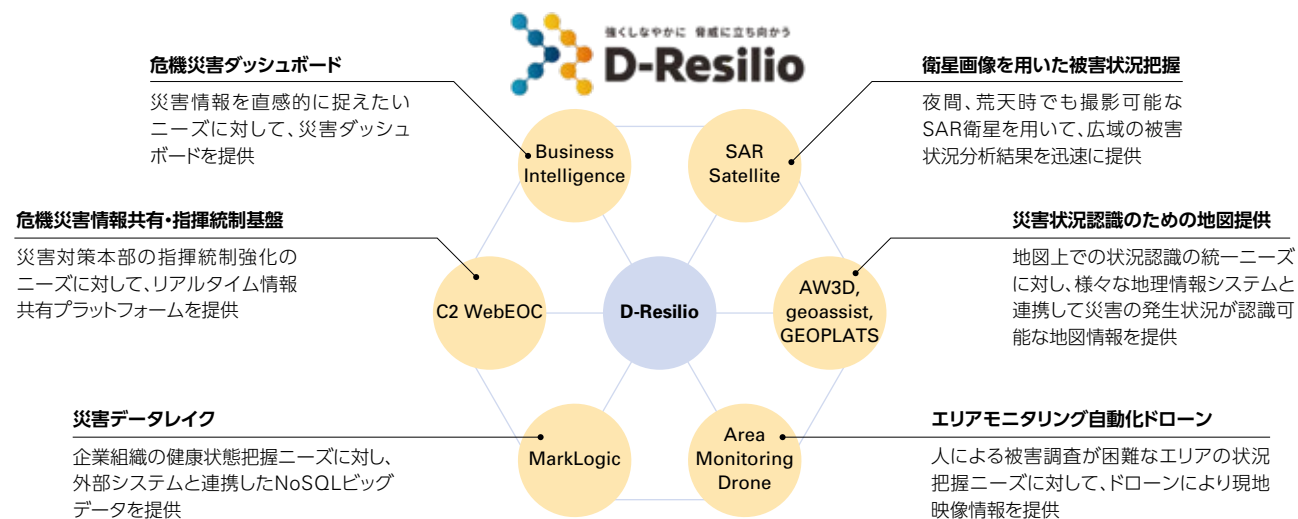 強くしなやかに 脅威に立ち向かう
D-Resilio
危機災害ダッシュボード
災害情報を直感的に捉えたい
ニーズに対して、災害ダッシュ
ボードを提供
衛星画像を用いた被害状況把握
夜間、荒天時でも撮影可能な
SAR衛星を用いて、広域の被害
状況分析結果を迅速に提供
Business
Intelligence
SAR
Satellite
危機災害情報共有・指揮統制基盤
災害対策本部の指揮統制強化の
ニーズに対して、リアルタイム情報
共有プラットフォームを提供
災害状況認識のための地図提供
地図上での状況認識の統一ニーズ
に対し、様々な地理情報システムと
連携して災害の発生状況が認識可
能な地図情報を提供
C2 WebEOC
D-Resilio
AW3D,
geoassist,
GEOPLATS
災害データレイク
企業組織の健康状態把握ニーズに対し、
外部システムと連携したNoSQLビッグ
データを提供
エリアモニタリング自動化ドローン
人による被害調査が困難なエリアの状況
把握ニーズに対して、ドローンにより現地
映像情報を提供
MarkLogic
Area
Monitoring
Drone